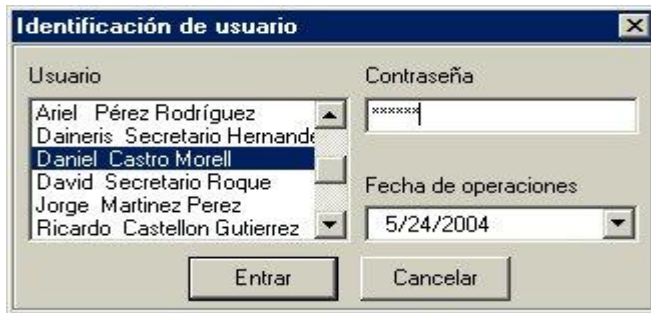 Identificación de usuario
Usuario
Ariel Pérez Rodríguez
Daineris Secretario Hernande
Daniel Castro Morell
David Secretario Roque
Jorge Martinez Perez
Ricardo Castellon Gutierrez
Contraseña
******
Fecha de operaciones
5/24/2004
Entrar
Cancelar